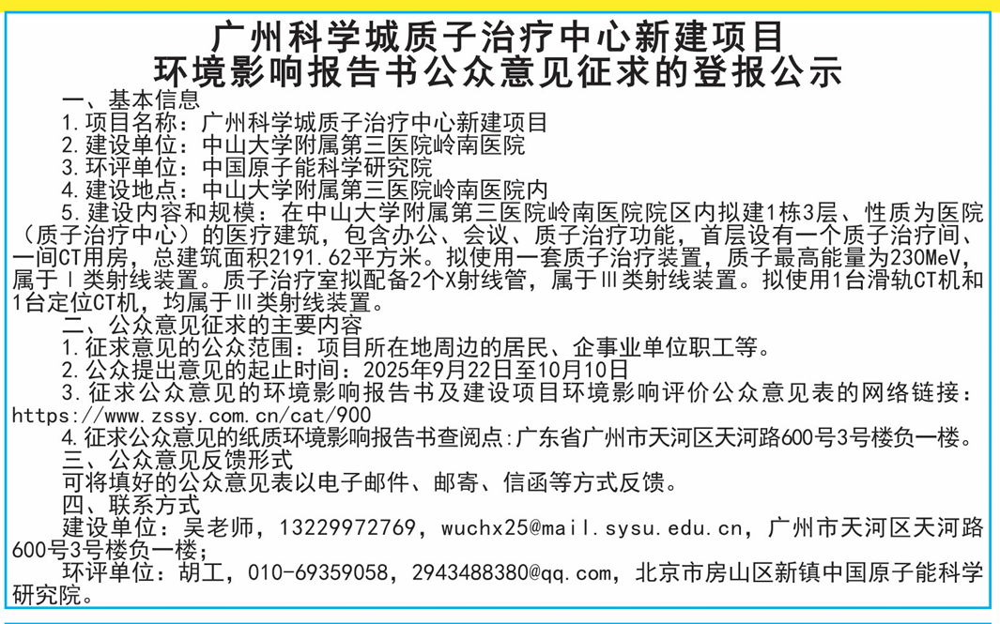 广州科学城质子治疗中心新建项目
环境影响报告书公众意见征求的登报公示
一、基本信息
1.项目名称：广州科学城质子治疗中心新建项目
2.建设单位：中山大学附属第三医院岭南医院
3.环评单位：中国原子能科学研究院
4.建设地点：中山大学附属第三医院岭南医院内
5.建设内容和规模：在中山大学附属第三医院岭南医院院区内拟建1栋3层、性质为医院
（质子治疗中心）的医疗建筑，包含办公、会议、质子治疗功能，首层设有一个质子治疗间、
一间CT用房，总建筑面积2191.62平方米。拟使用一套质子治疗装置，质子最高能量为230MeV，
属于Ⅰ类射线装置。质子治疗室拟配备2个X射线管，属于Ⅲ类射线装置。拟使用1台滑轨CT机和
1台定位CT机，均属于Ⅲ类射线装置。
二、公众意见征求的主要内容
1.征求意见的公众范围：项目所在地周边的居民、企事业单位职工等。
2.公众提出意见的起止时间：2025年9月22日至10月10日
3.征求公众意见的环境影响报告书及建设项目环境影响评价公众意见表的网络链接：
https://www.zssy.com.cn/cat/900
4.征求公众意见的纸质环境影响报告书查阅点:广东省广州市天河区天河路600号3号楼负一楼。
三、公众意见反馈形式
可将填好的公众意见表以电子邮件、邮寄、信函等方式反馈。
四、联系方式
建设单位：吴老师，13229972769，wuchx25@mail.sysu.edu.cn，广州市天河区天河路
600号3号楼负一楼；
环评单位：胡工，010-69359058，2943488380@qq.com，北京市房山区新镇中国原子能科学
研究院。